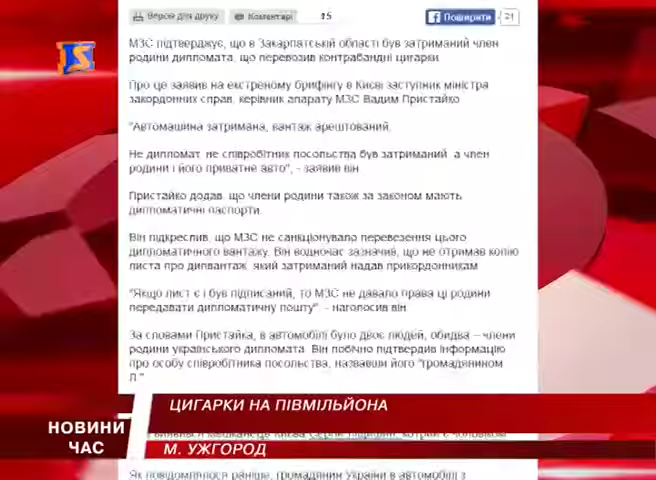 Версія для друку
Коментарі
15
Поширити
21
МЗС підтверджує, що в Закарпатській області був затриманий член
родини дипломата, що перевозив контрабандні цигарки.
Про це заявив на екстреному брифінгу в Києві заступник міністра
закордонних справ, керівник апарату МЗС Вадим Пристайко
"Автомашина затримана, вантаж арештований.
Не дипломат, не співробітник посольства був затриманий, а член
родини і його приватне авто", - заявив він.
Пристайко додав, що члени родини також за законом мають
дипломатичні паспорти.
Він підкреслив, що МЗС не санкціонувало перевезення цього
дипломатичного вантажу. Він водночас зазначив, що не отримав копію
листа про дипвантаж, який затриманий надав прикордонникам
"Якщо лист є і був підписаний, то МЗС не давало права ці родини
передавати дипломатичну пошту", - наголосив він
За словами Пристайка, в автомобілі було двоє людей, обидва – члени
родини українського дипломата. Він побічно підтвердив інформацію
про особу співробітника посольства, назвавши його "громадянином
Л."
ЦИГАРКИ НА ПІВМІЛЬЙОНА
НОВИНИ
ЧАС
М. УЖГОРОД
Як повідомлялося раніше, громадянин України в автомобілі з